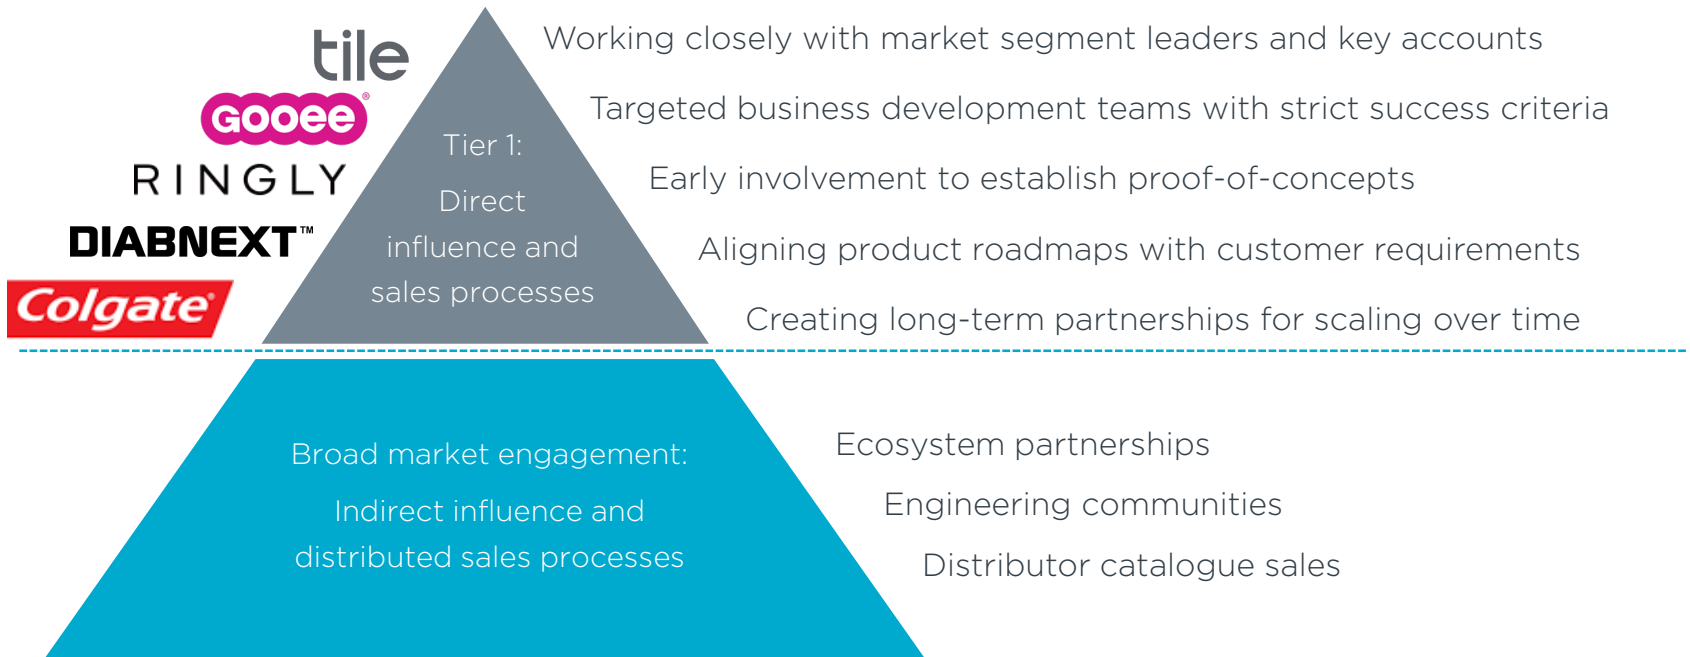 tile
GOOEE®
RINGLY
DIABNEXT™
Colgate®
Tier 1:
Direct
influence and
sales processes
Working closely with market segment leaders and key accounts
Targeted business development teams with strict success criteria
Early involvement to establish proof-of-concepts
Aligning product roadmaps with customer requirements
Creating long-term partnerships for scaling over time
Broad market engagement:
Indirect influence and
distributed sales processes
Ecosystem partnerships
Engineering communities
Distributor catalogue sales